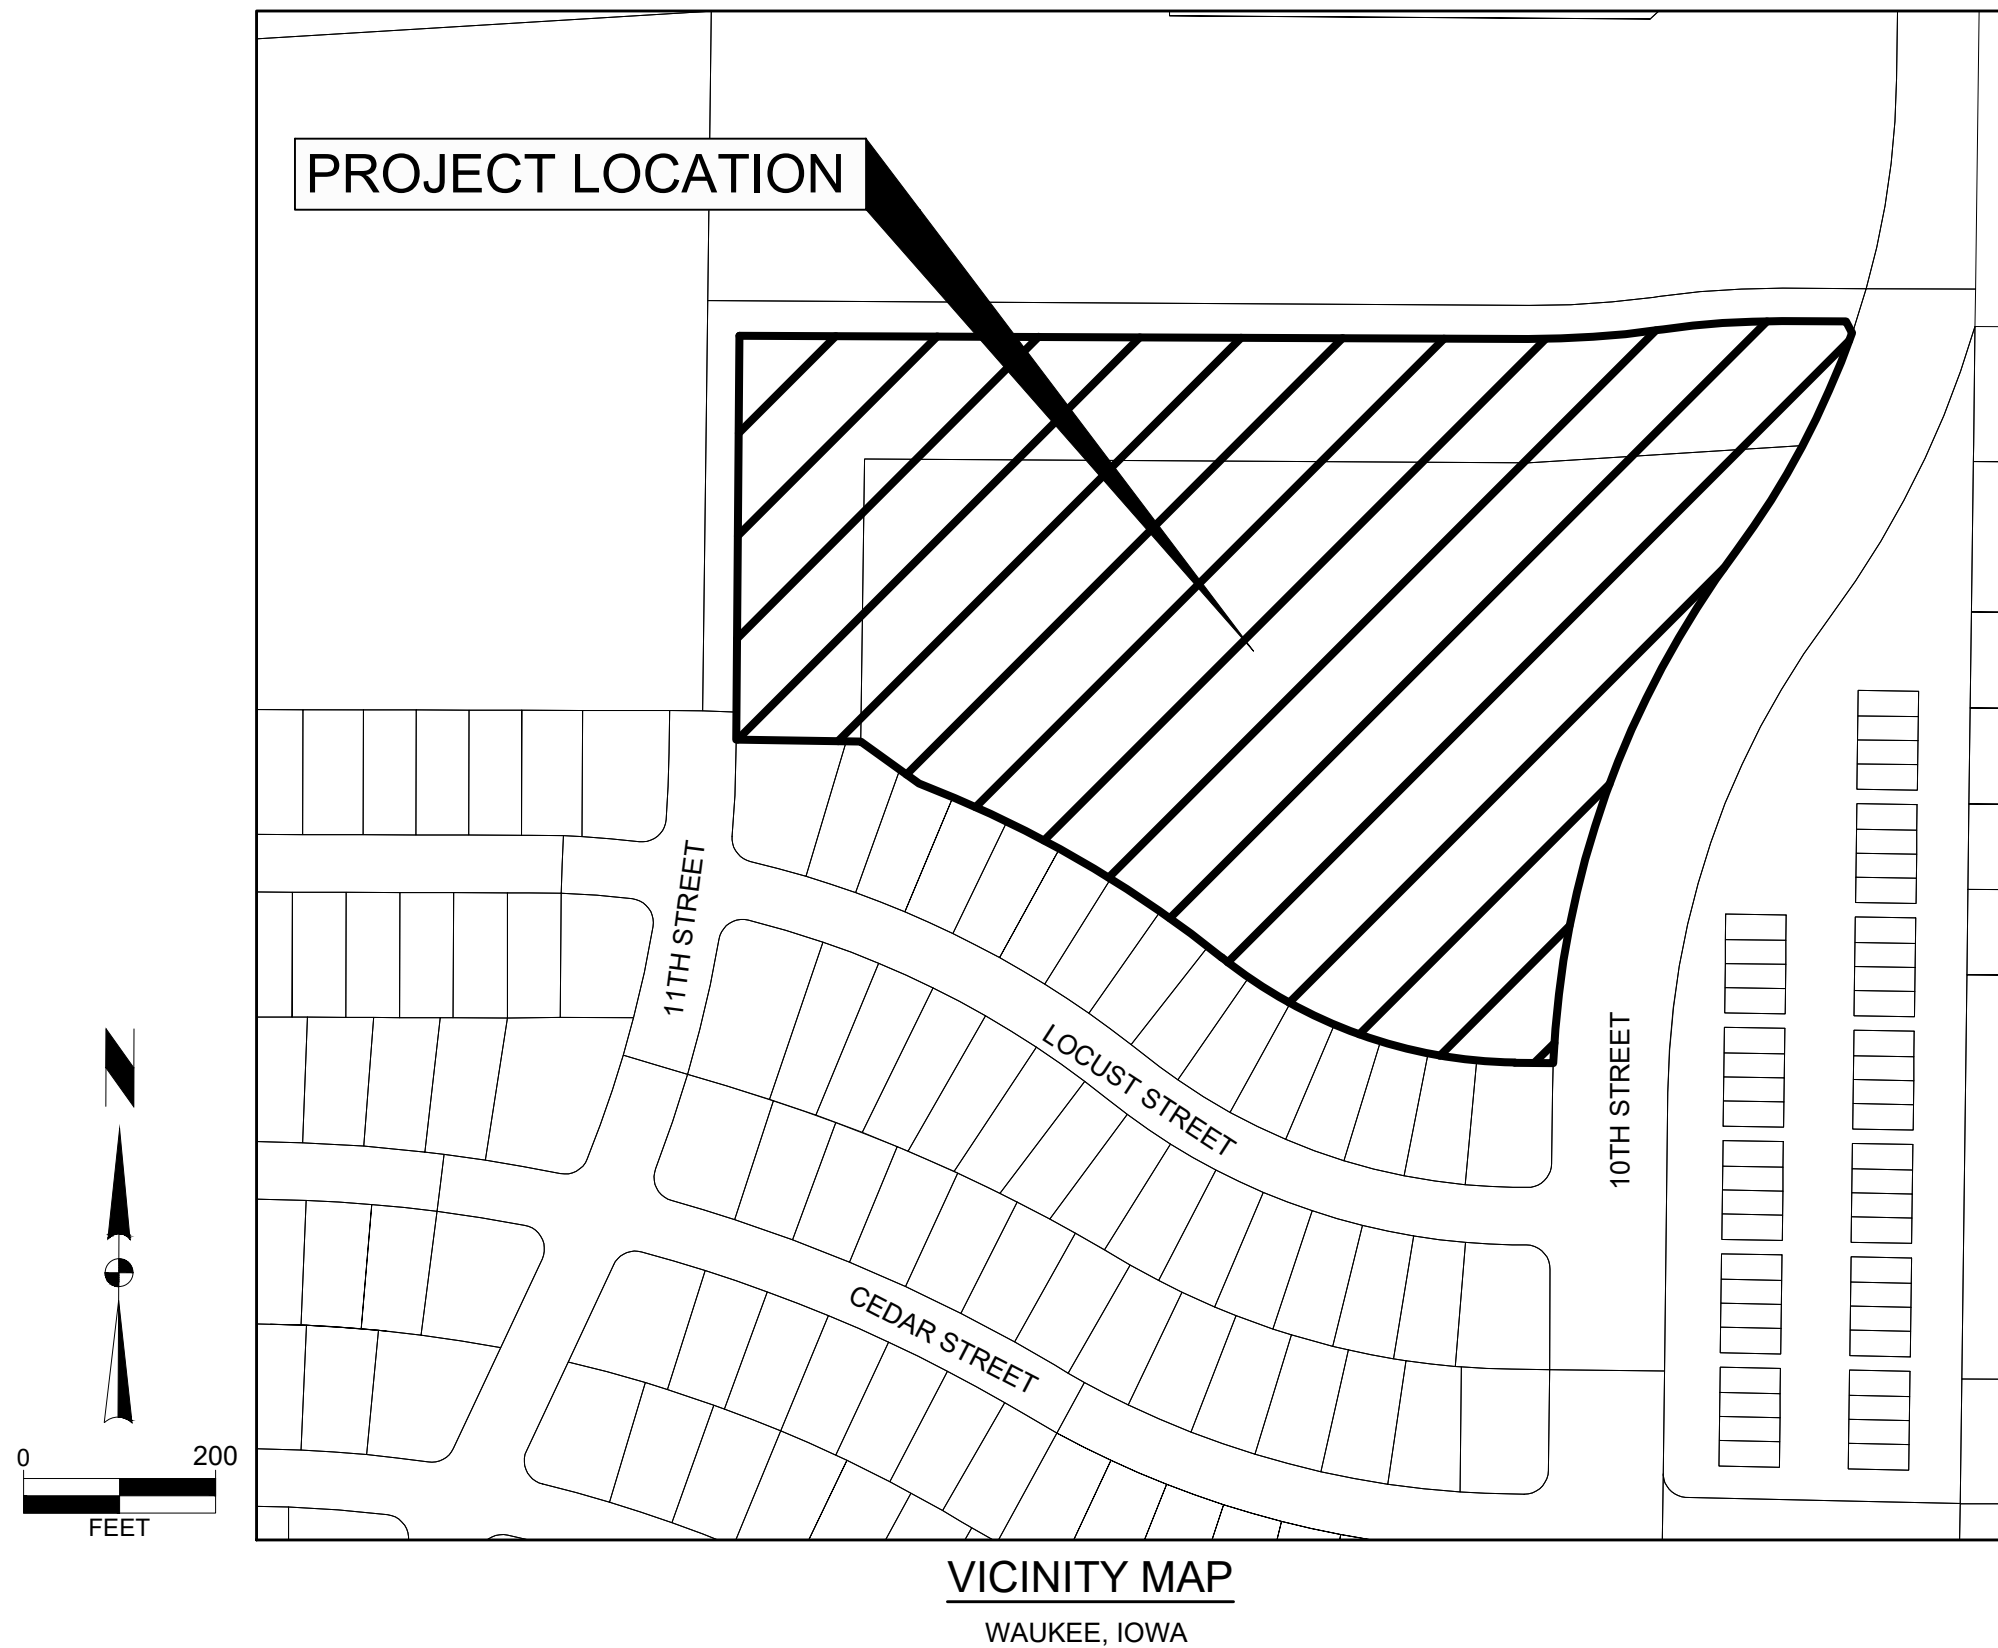 PROJECT LOCATION
11TH STREET
LOCUST STREET
10TH STREET
CEDAR STREET
N
0 200
FEET
VICINITY MAP
WAUKEE, IOWA